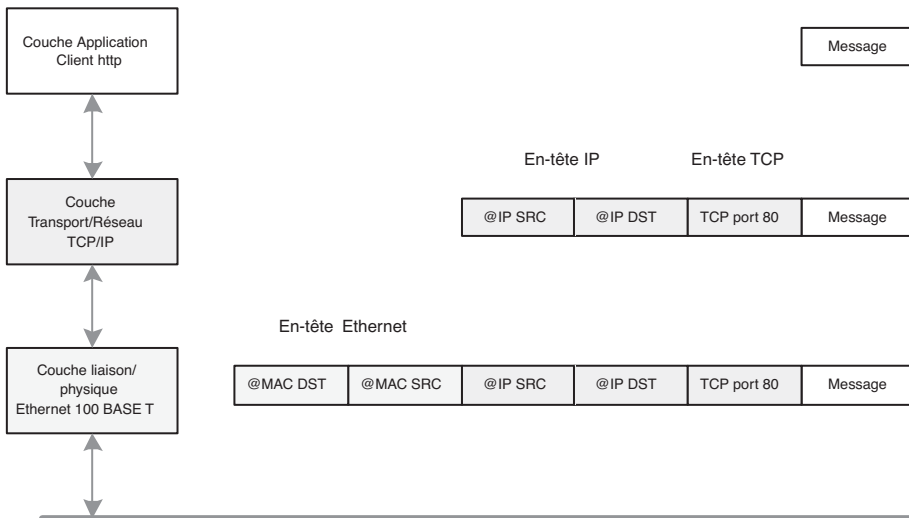 Couche Application
Client http
Message
En-tête IP
En-tête TCP
Couche
Transport/Réseau
TCP/IP
@IP SRC
@IP DST
TCP port 80
Message
En-tête Ethernet
Couche liaison/
physique
Ethernet 100 BASE T
@MAC DST
@MAC SRC
@IP SRC
@IP DST
TCP port 80
Message